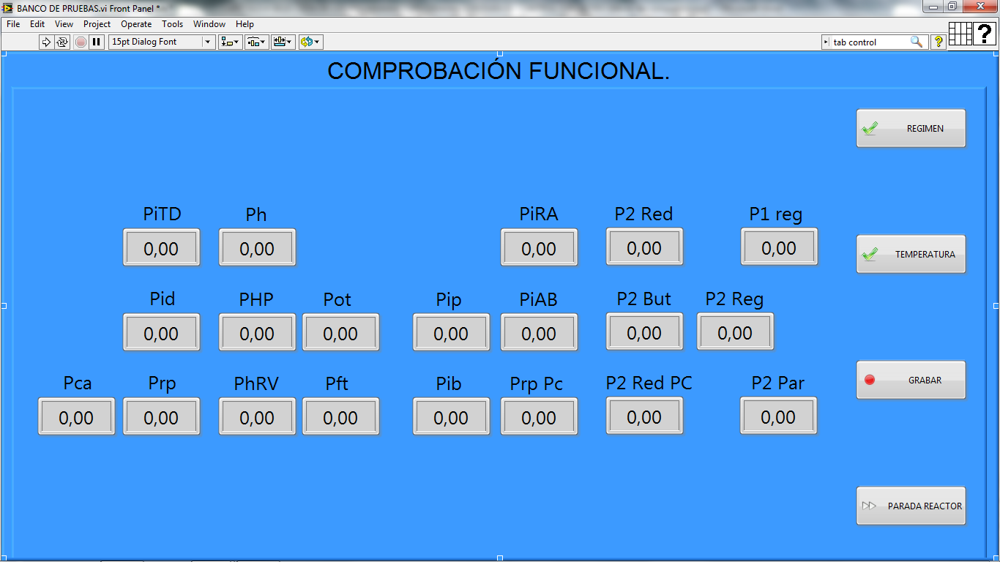 BANCO DE PRUEBAS.vi Front Panel *
File Edit View Project Operate Tools Window Help
15pt Dialog Font
tab control
?
?
COMPROBACIÓN FUNCIONAL.
REGIMEN
PiTD Ph PiRA P2 Red P1 reg
0,00 0,00 0,00 0,00 0,00
TEMPERATURA
Pid PHP Pot Pip PiAB P2 But P2 Reg
0,00 0,00 0,00 0,00 0,00 0,00 0,00
Pca Prp PhRV Pft Pib Prp Pc P2 Red PC P2 Par
GRABAR
0,00 0,00 0,00 0,00 0,00 0,00 0,00 0,00
PARADA REACTOR